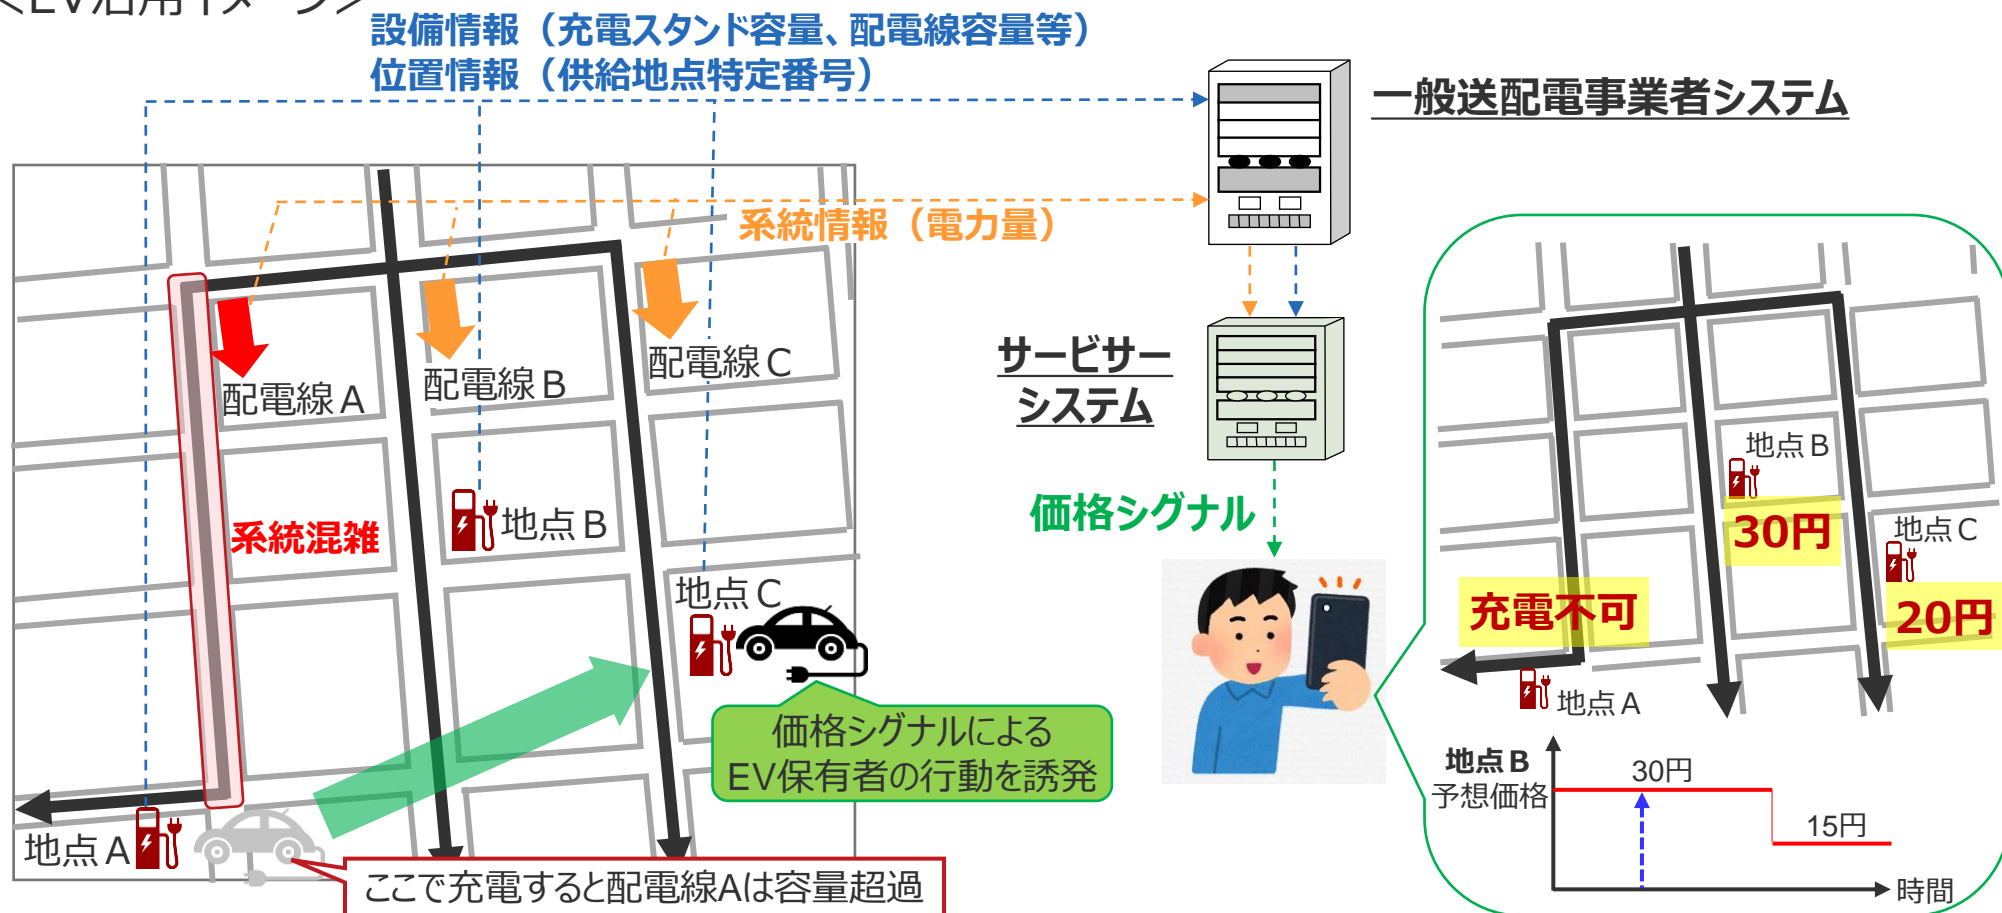 <EV活用イメージ>
設備情報（充電スタンド容量、配電線容量等）
位置情報（供給地点特定番号）
一般送配電事業者システム
系統情報（電力量）
配電線A
配電線B
配電線C
サービサー
システム
価格シグナル
系統混雑
地点B
地点C
地点A
価格シグナルによる
EV保有者の行動を誘発
ここで充電すると配電線Aは容量超過
地点B
30円
地点C
20円
充電不可
地点A
地点B
予想価格
30円
15円
時間